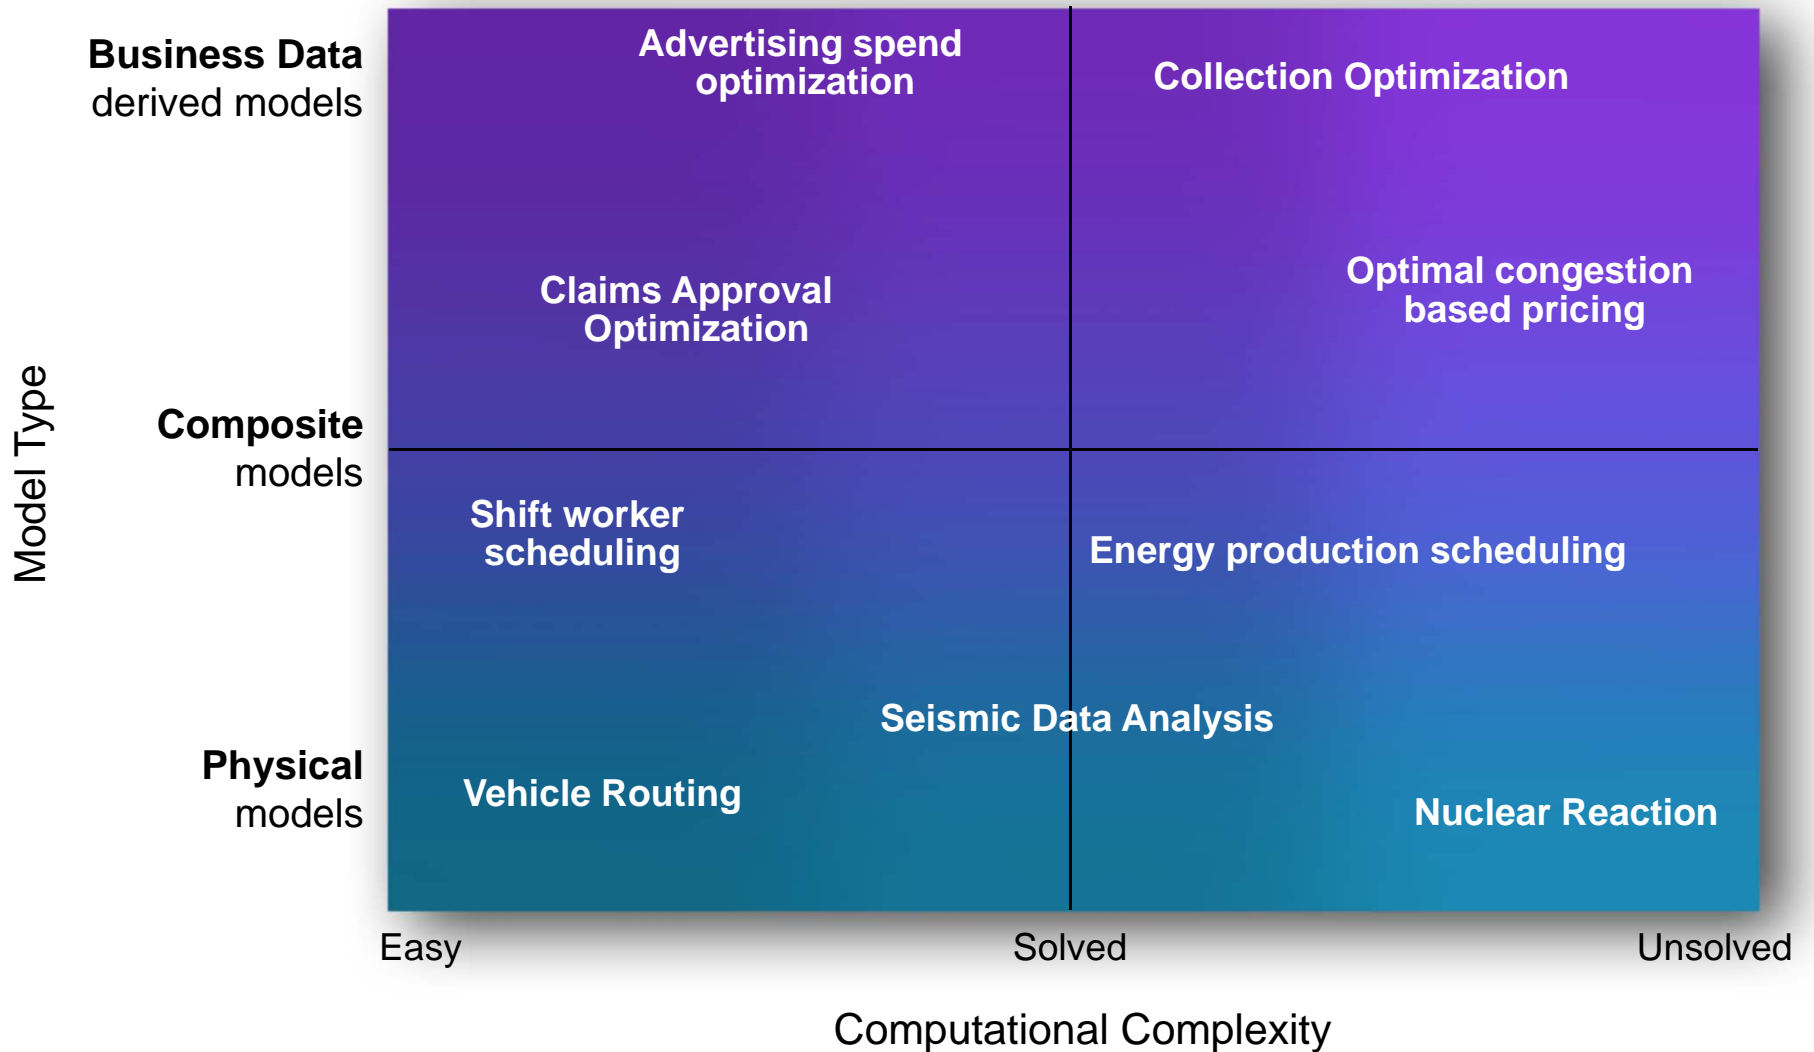 Business Data
derived models
Advertising spend
optimization
Collection Optimization
Claims Approval
Optimization
Optimal congestion
based pricing
Model Type
Composite
models
Shift worker
scheduling
Energy production scheduling
Seismic Data Analysis
Physical
models
Vehicle Routing
Nuclear Reaction
Easy
Solved
Unsolved
Computational Complexity